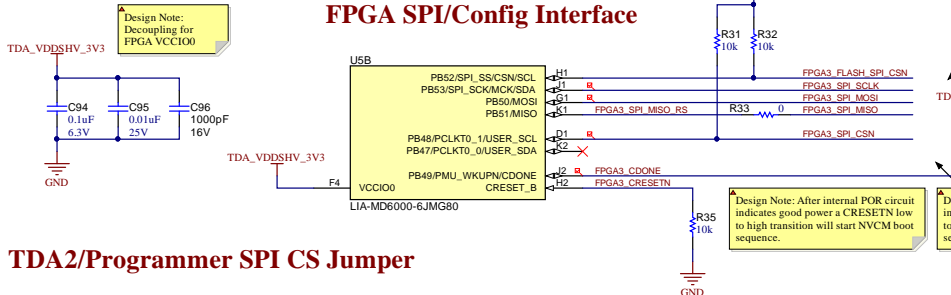 FPGA SPI/Config Interface
Design Note:
Decoupling for
FPGA VCCIO0
TDA_VDDSHV_3V3
C94
0.1uF
6.3V
C95
0.01uF
25V
C96
1000pF
16V
GND
R31
10k
R32
10k
U5B
PB52/SPI_SS/CSN/SCL
H1
FPGA3_FLASH_SPI_CSN
PB53/SPI_SCK/MCK/SDA
J1
FPGA3_SPI_SCLK
PB50/MOSI
G1
FPGA3_SPI_MOSI
PB51/MISO
K1
FPGA3_SPI_MISO_RS
R33
0
FPGA3_SPI_MISO
PB48/PCLKT0_1/USER_SCL
D1
FPGA3_SPI_CSN
PB47/PCLKT0_0/USER_SDA
K2
PB49/PMU_WKUPN/CDONE
J2
FPGA3_CDONE
CRESET_B
H2
FPGA3_CRESETN
TDA_VDDSHV_3V3
F4
VCCIO0
LIA-MD6000-6JMG80
R35
10k
GND
Design Note: After internal POR circuit
indicates good power a CRESETN low
to high transition will start NVCM boot
sequence.
TDA2/Programmer SPI CS Jumper